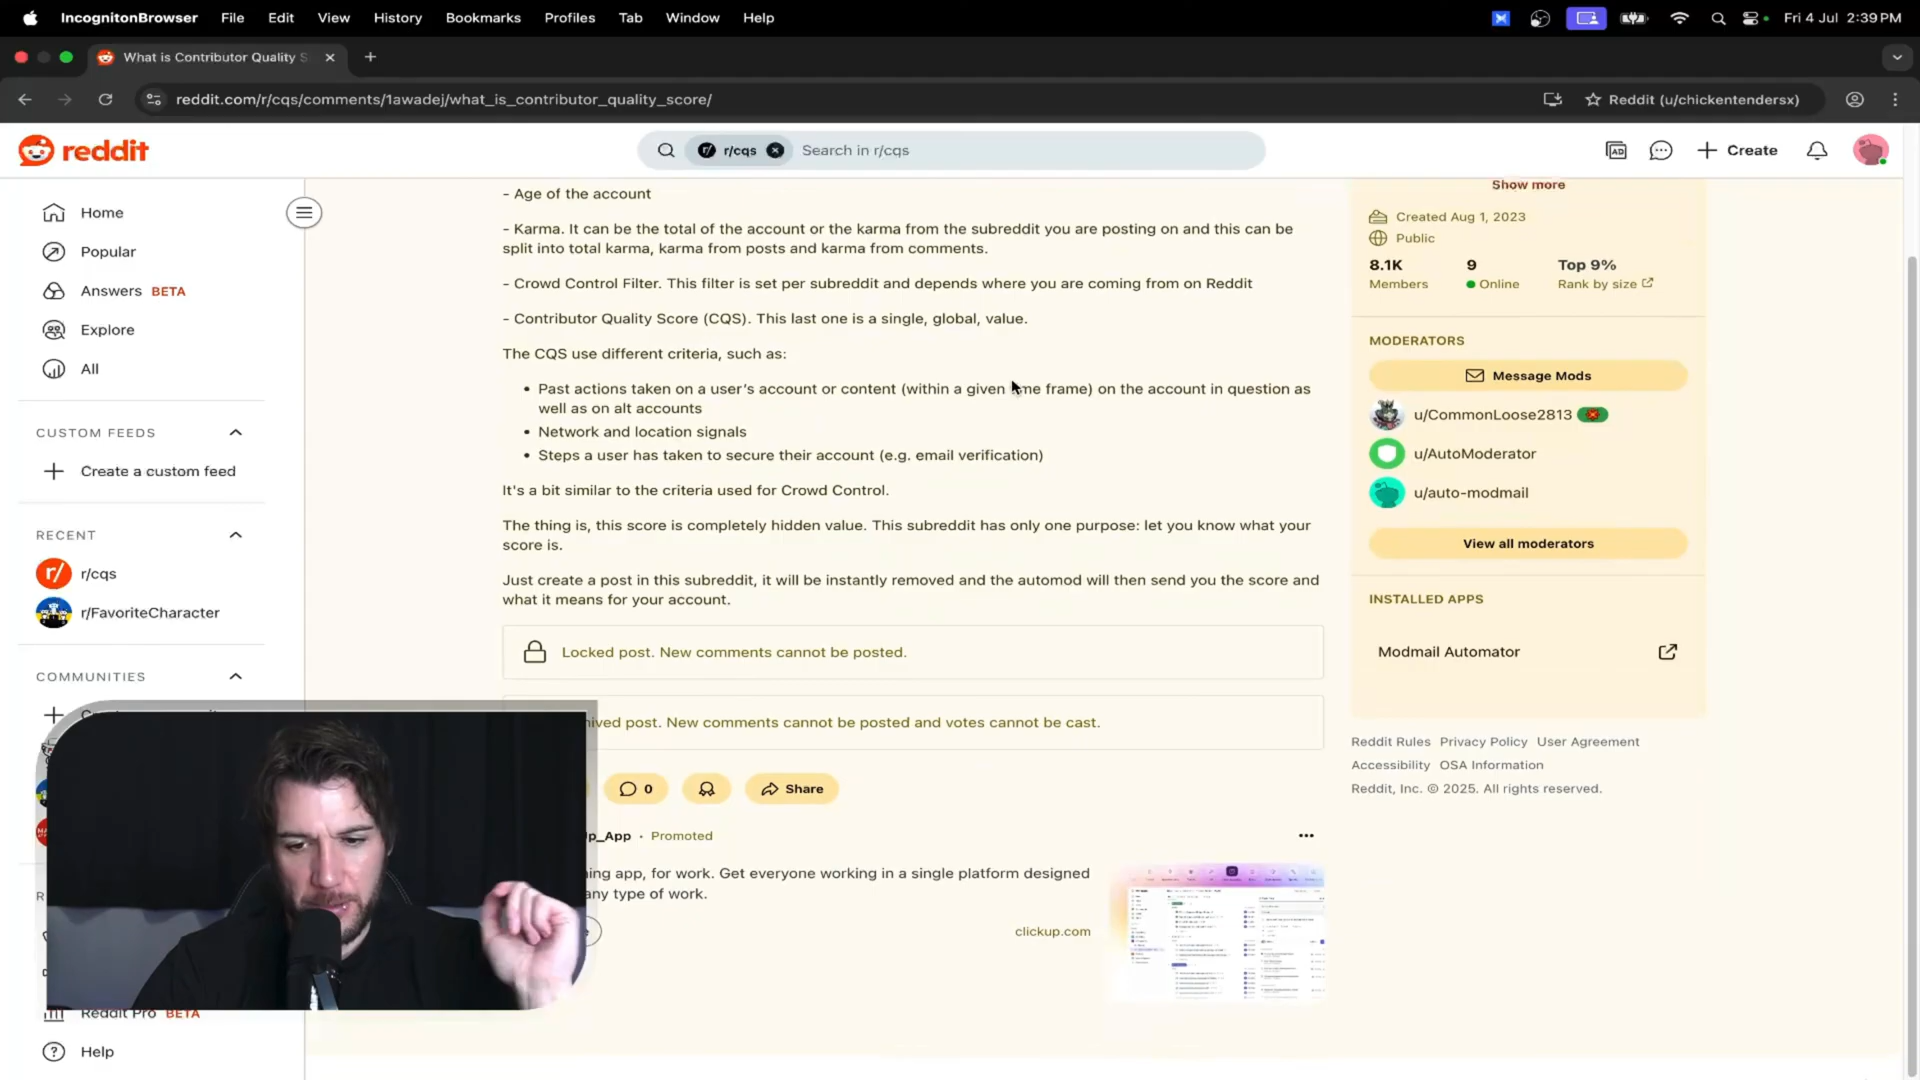 IncognitonBrowser File Edit View History Bookmarks Profiles Tab Window Help Fri 4 Jul 2:39 PM
What is Contributor Quality S
reddit.com/r/cqs/comments/1awadej/what_is_contributor_quality_score/ Reddit (u/chickentendersx)
reddit r/cqs Search in r/cqs AD Create
Home
Popular
Answers BETA
Explore
All
CUSTOM FEEDS
Create a custom feed
RECENT
r/cqs
r/FavoriteCharacter
COMMUNITIES
Reddit Pro BETA
Help
- Age of the account
- Karma. It can be the total of the account or the karma from the subreddit you are posting on and this can be
split into total karma, karma from posts and karma from comments.
- Crowd Control Filter. This filter is set per subreddit and depends where you are coming from on Reddit
- Contributor Quality Score (CQS). This last one is a single, global, value.
The CQS use different criteria, such as:
• Past actions taken on a user's account or content (within a given me frame) on the account in question as
well as on alt accounts
• Network and location signals
• Steps a user has taken to secure their account (e.g. email verification)
It's a bit similar to the criteria used for Crowd Control.
The thing is, this score is completely hidden value. This subreddit has only one purpose: let you know what your
score is.
Just create a post in this subreddit, it will be instantly removed and the automod will then send you the score and
what it means for your account.
Locked post. New comments cannot be posted.
ived post. New comments cannot be posted and votes cannot be cast.
0 Share
p_App • Promoted
ing app, for work. Get everyone working in a single platform designed
any type of work.
clickup.com
Show more
Created Aug 1, 2023
Public
8.1K 9 Top 9%
Members Online Rank by size
MODERATORS
Message Mods
u/CommonLoose2813
u/AutoModerator
u/auto-modmail
View all moderators
INSTALLED APPS
Modmail Automator
Reddit Rules Privacy Policy User Agreement
Accessibility OSA Information
Reddit, Inc. © 2025. All rights reserved.